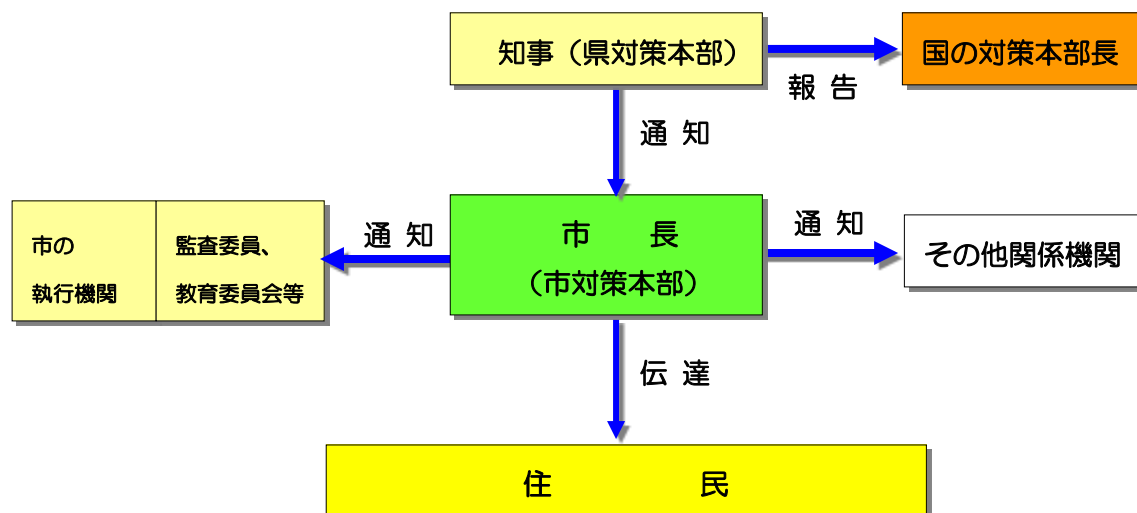 知事（県対策本部）
国の対策本部長
報 告
通 知
市の
執行機関
監査委員、
教育委員会等
通 知
市 長
（市対策本部）
通 知
その他関係機関
伝 達
住 民